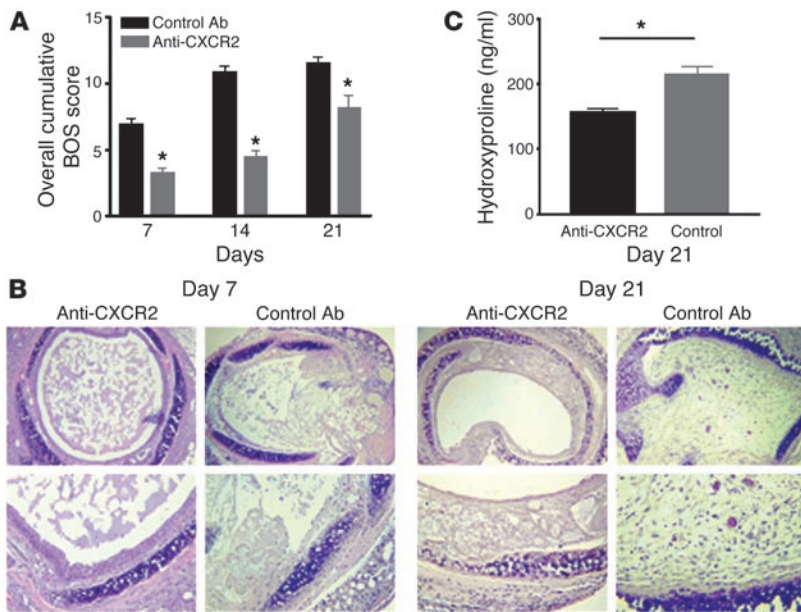 A
Control Ab
Anti-CXCR2
Overall cumulative
BOS score
15
10
5
0
*
*
*
7 14 21
Days
C
Hydroxyproline (ng/ml)
300
200
100
0
*
Anti-CXCR2 Control
Day 21
B
Day 7 Day 21
Anti-CXCR2 Control Ab Anti-CXCR2 Control Ab